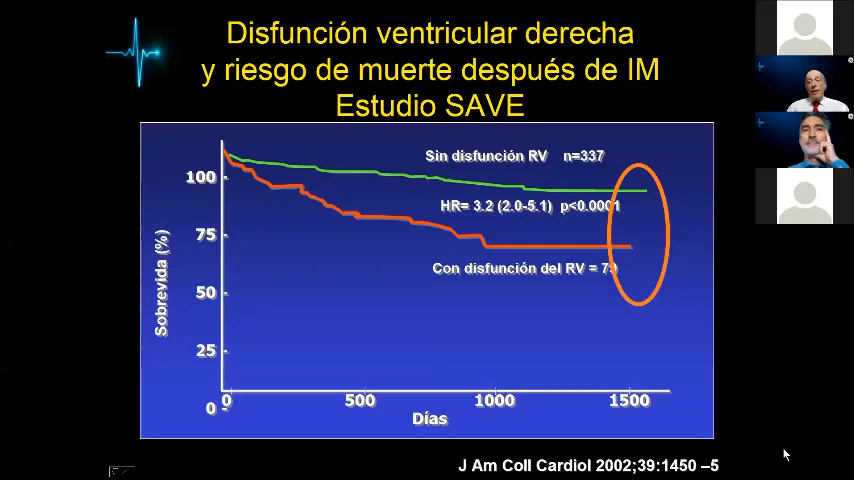 Disfunción ventricular derecha
y riesgo de muerte después de IM
Estudio SAVE
Sin disfunción RV n=337
100
HR= 3.2 (2.0-5.1) p<0.0001
75
Con disfunción del RV = 79
50
25
0
Sobrevida (%)
0 500 1000 1500
Días
J Am Coll Cardiol 2002;39:1450 –5